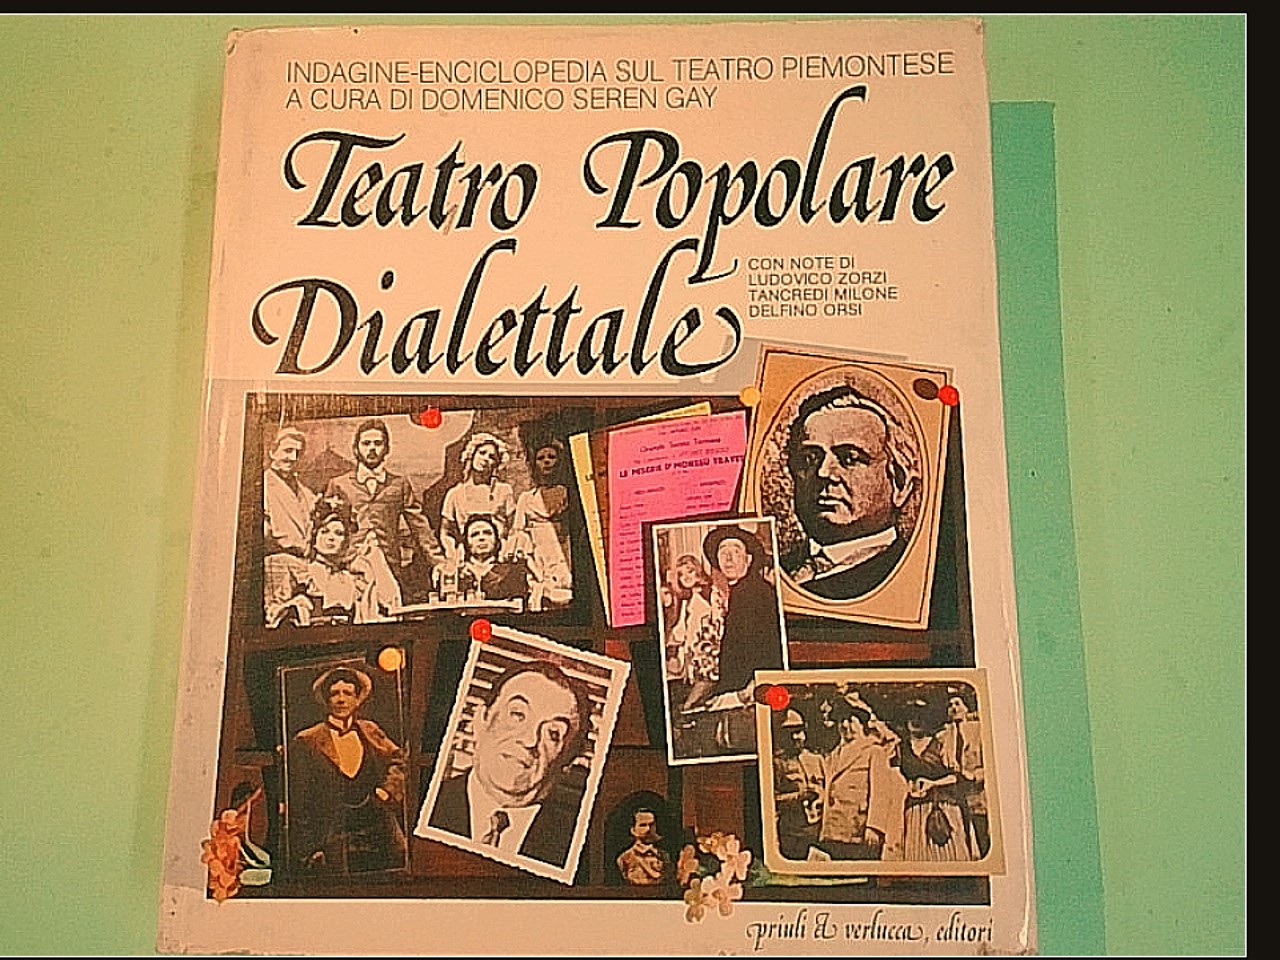 INDAGINE-ENCICLOPEDIA SUL TEATRO PIEMONTESE
A CURA DI DOMENICO SEREN GAY
Teatro Popolare
Dialettale
CON NOTE DI
LUDOVICO ZORZI
TANCREDI MILONE
DELFINO ORSI
LE MISERIE D'MONSSÙ TRAVET
priuli & verlucca, editori